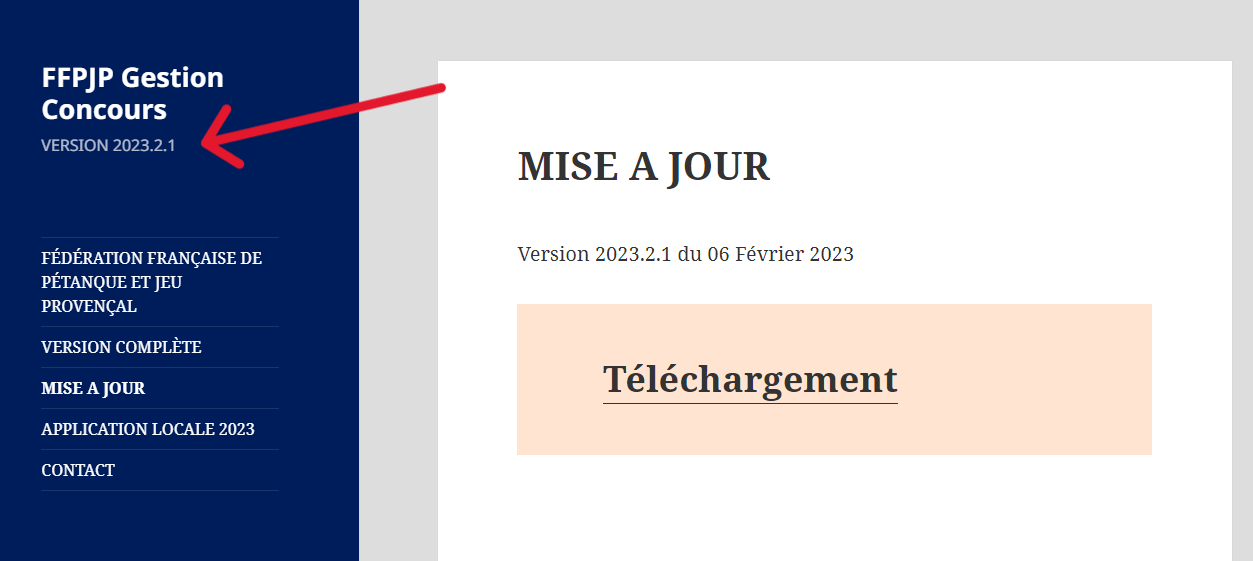 FFPJP Gestion
Concours
VERSION 2023.2.1
FÉDÉRATION FRANÇAISE DE
PÉTANQUE ET JEU
PROVENÇAL
VERSION COMPLÈTE
MISE A JOUR
APPLICATION LOCALE 2023
CONTACT
MISE A JOUR
Version 2023.2.1 du 06 Février 2023
Téléchargement